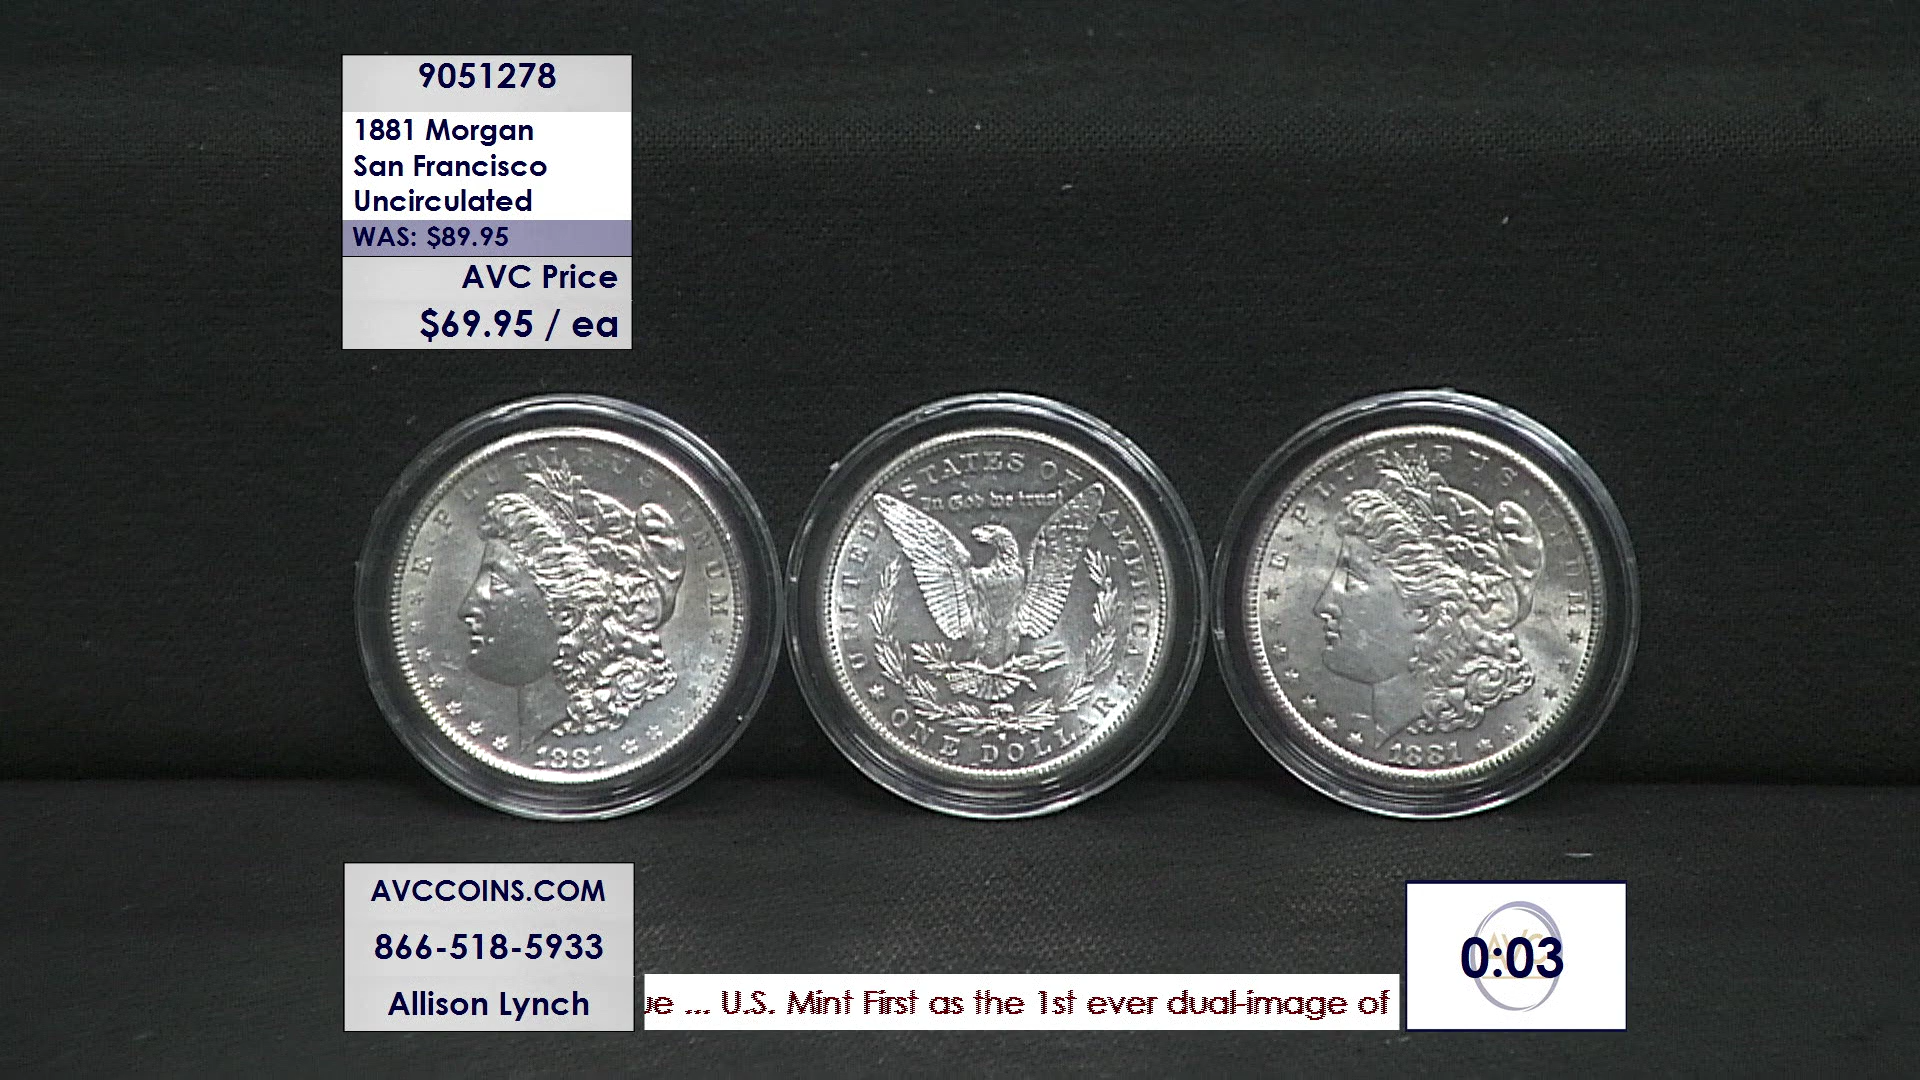 9051278
1881 Morgan
San Francisco
Uncirculated
WAS: $89.95
AVC Price
$69.95 / ea
E PLURIBUS UNUM
1881
UNITED STATES OF AMERICA
In God we trust
ONE DOLLAR
E PLURIBUS UNUM
1881
AVCCOINS.COM
866-518-5933
Allison Lynch
... U.S. Mint First as the 1st ever dual-image of
AVC
0:03